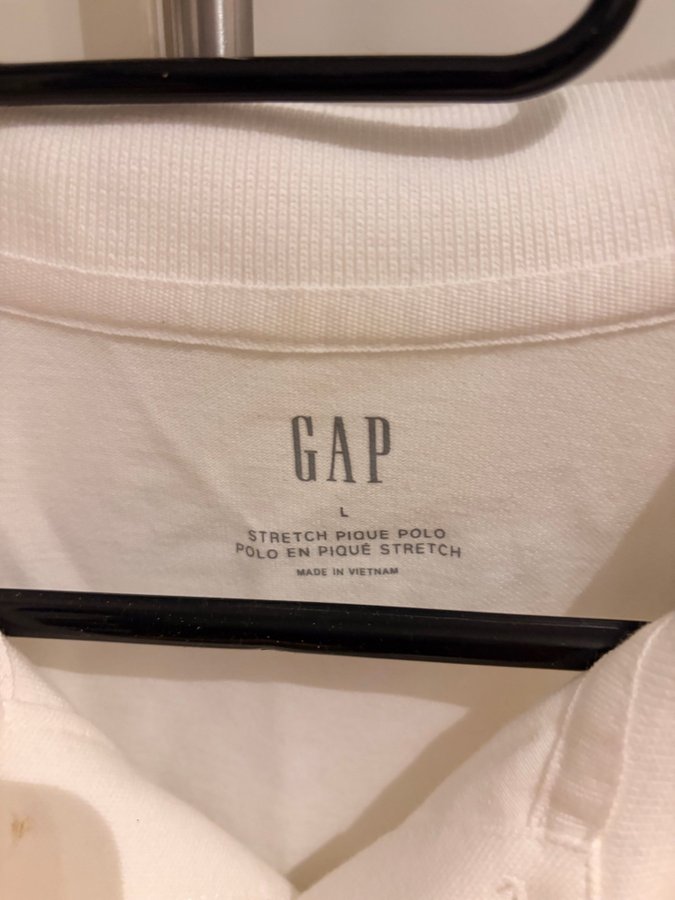 GAP
L
STRETCH PIQUE POLO
POLO EN PIQUÉ STRETCH
MADE IN VIETNAM